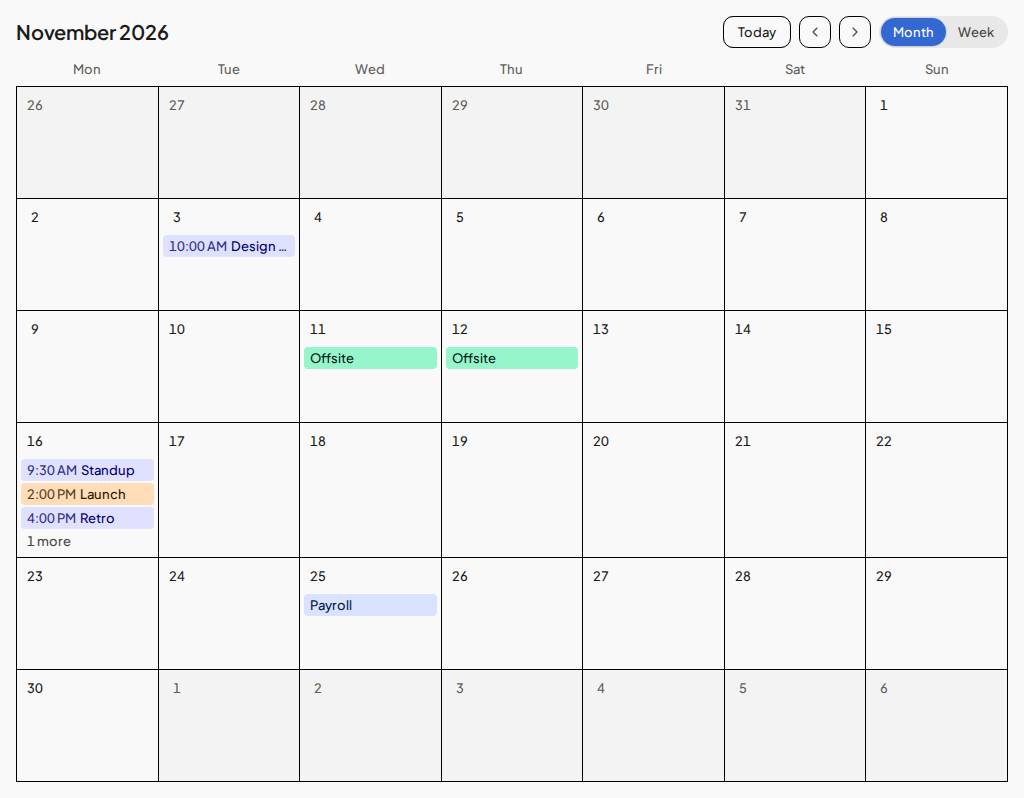 November 2026
Today
Month
Week
Mon Tue Wed Thu Fri Sat Sun
26 27 28 29 30 31 1
2 3 4 5 6 7 8
10:00 AM Design …
9 10 11 12 13 14 15
Offsite Offsite
16 17 18 19 20 21 22
9:30 AM Standup
2:00 PM Launch
4:00 PM Retro
1 more
23 24 25 26 27 28 29
Payroll
30 1 2 3 4 5 6